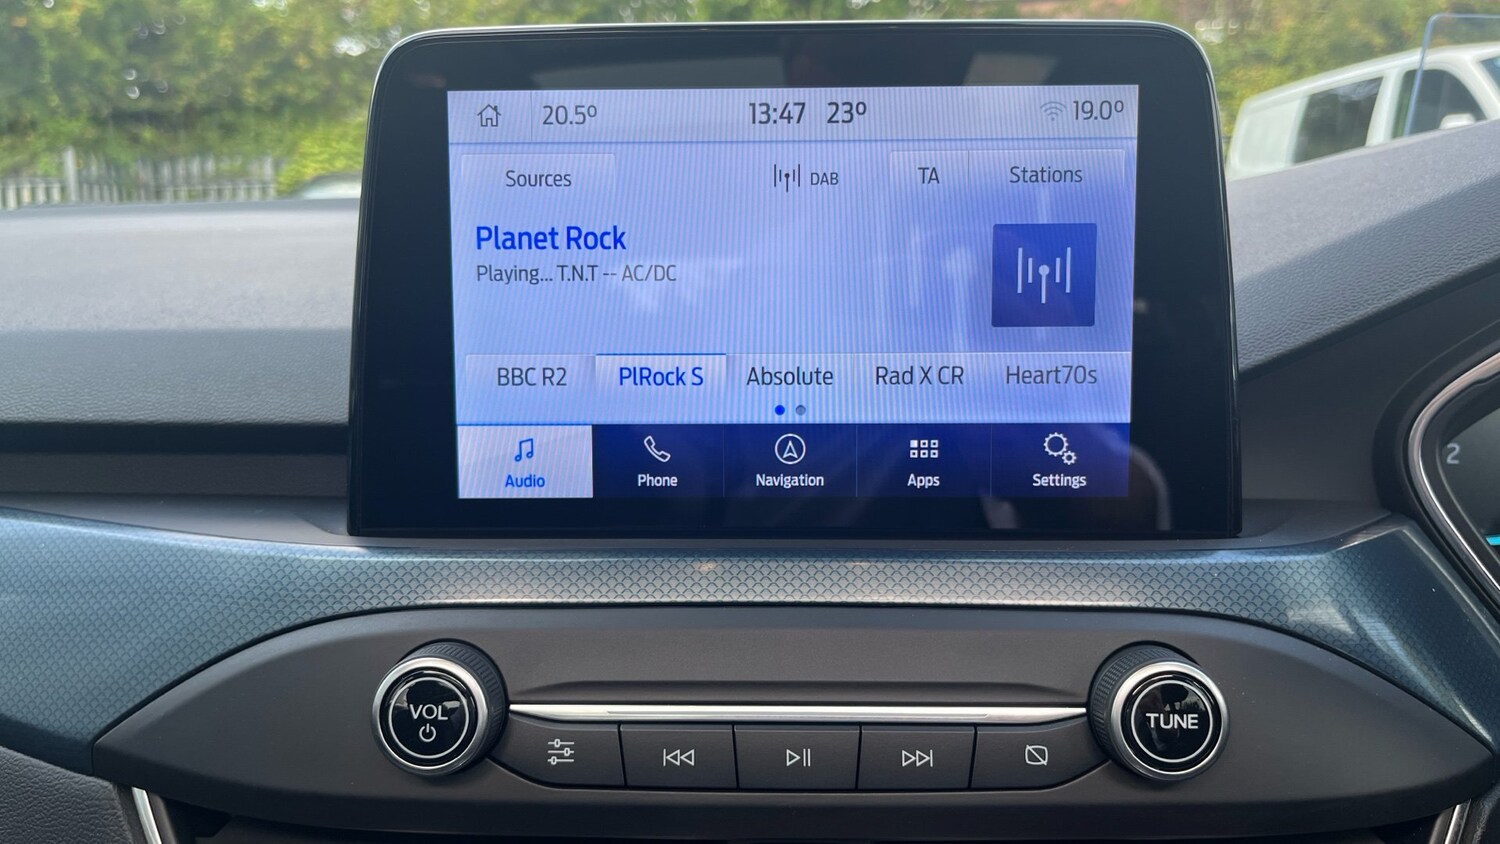 20.5º 13:47 23º 19.0º
Sources DAB TA Stations
Planet Rock
Playing... T.N.T -- AC/DC
BBC R2 PlRock S Absolute Rad X CR Heart70s
Audio Phone Navigation Apps Settings
2
VOL TUNE